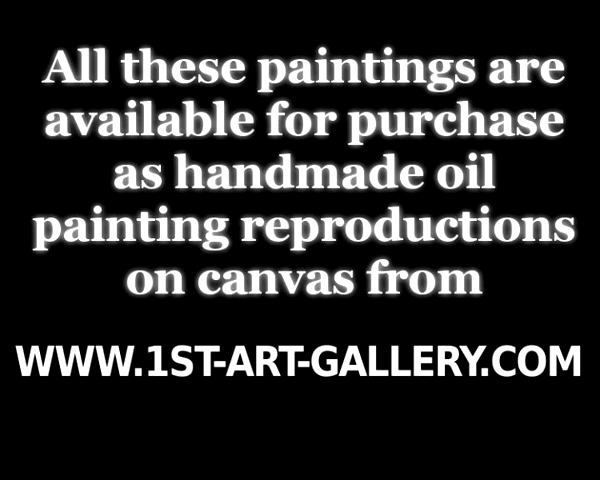 All these paintings are
available for purchase
as handmade oil
painting reproductions
on canvas from
WWW.1ST-ART-GALLERY.COM